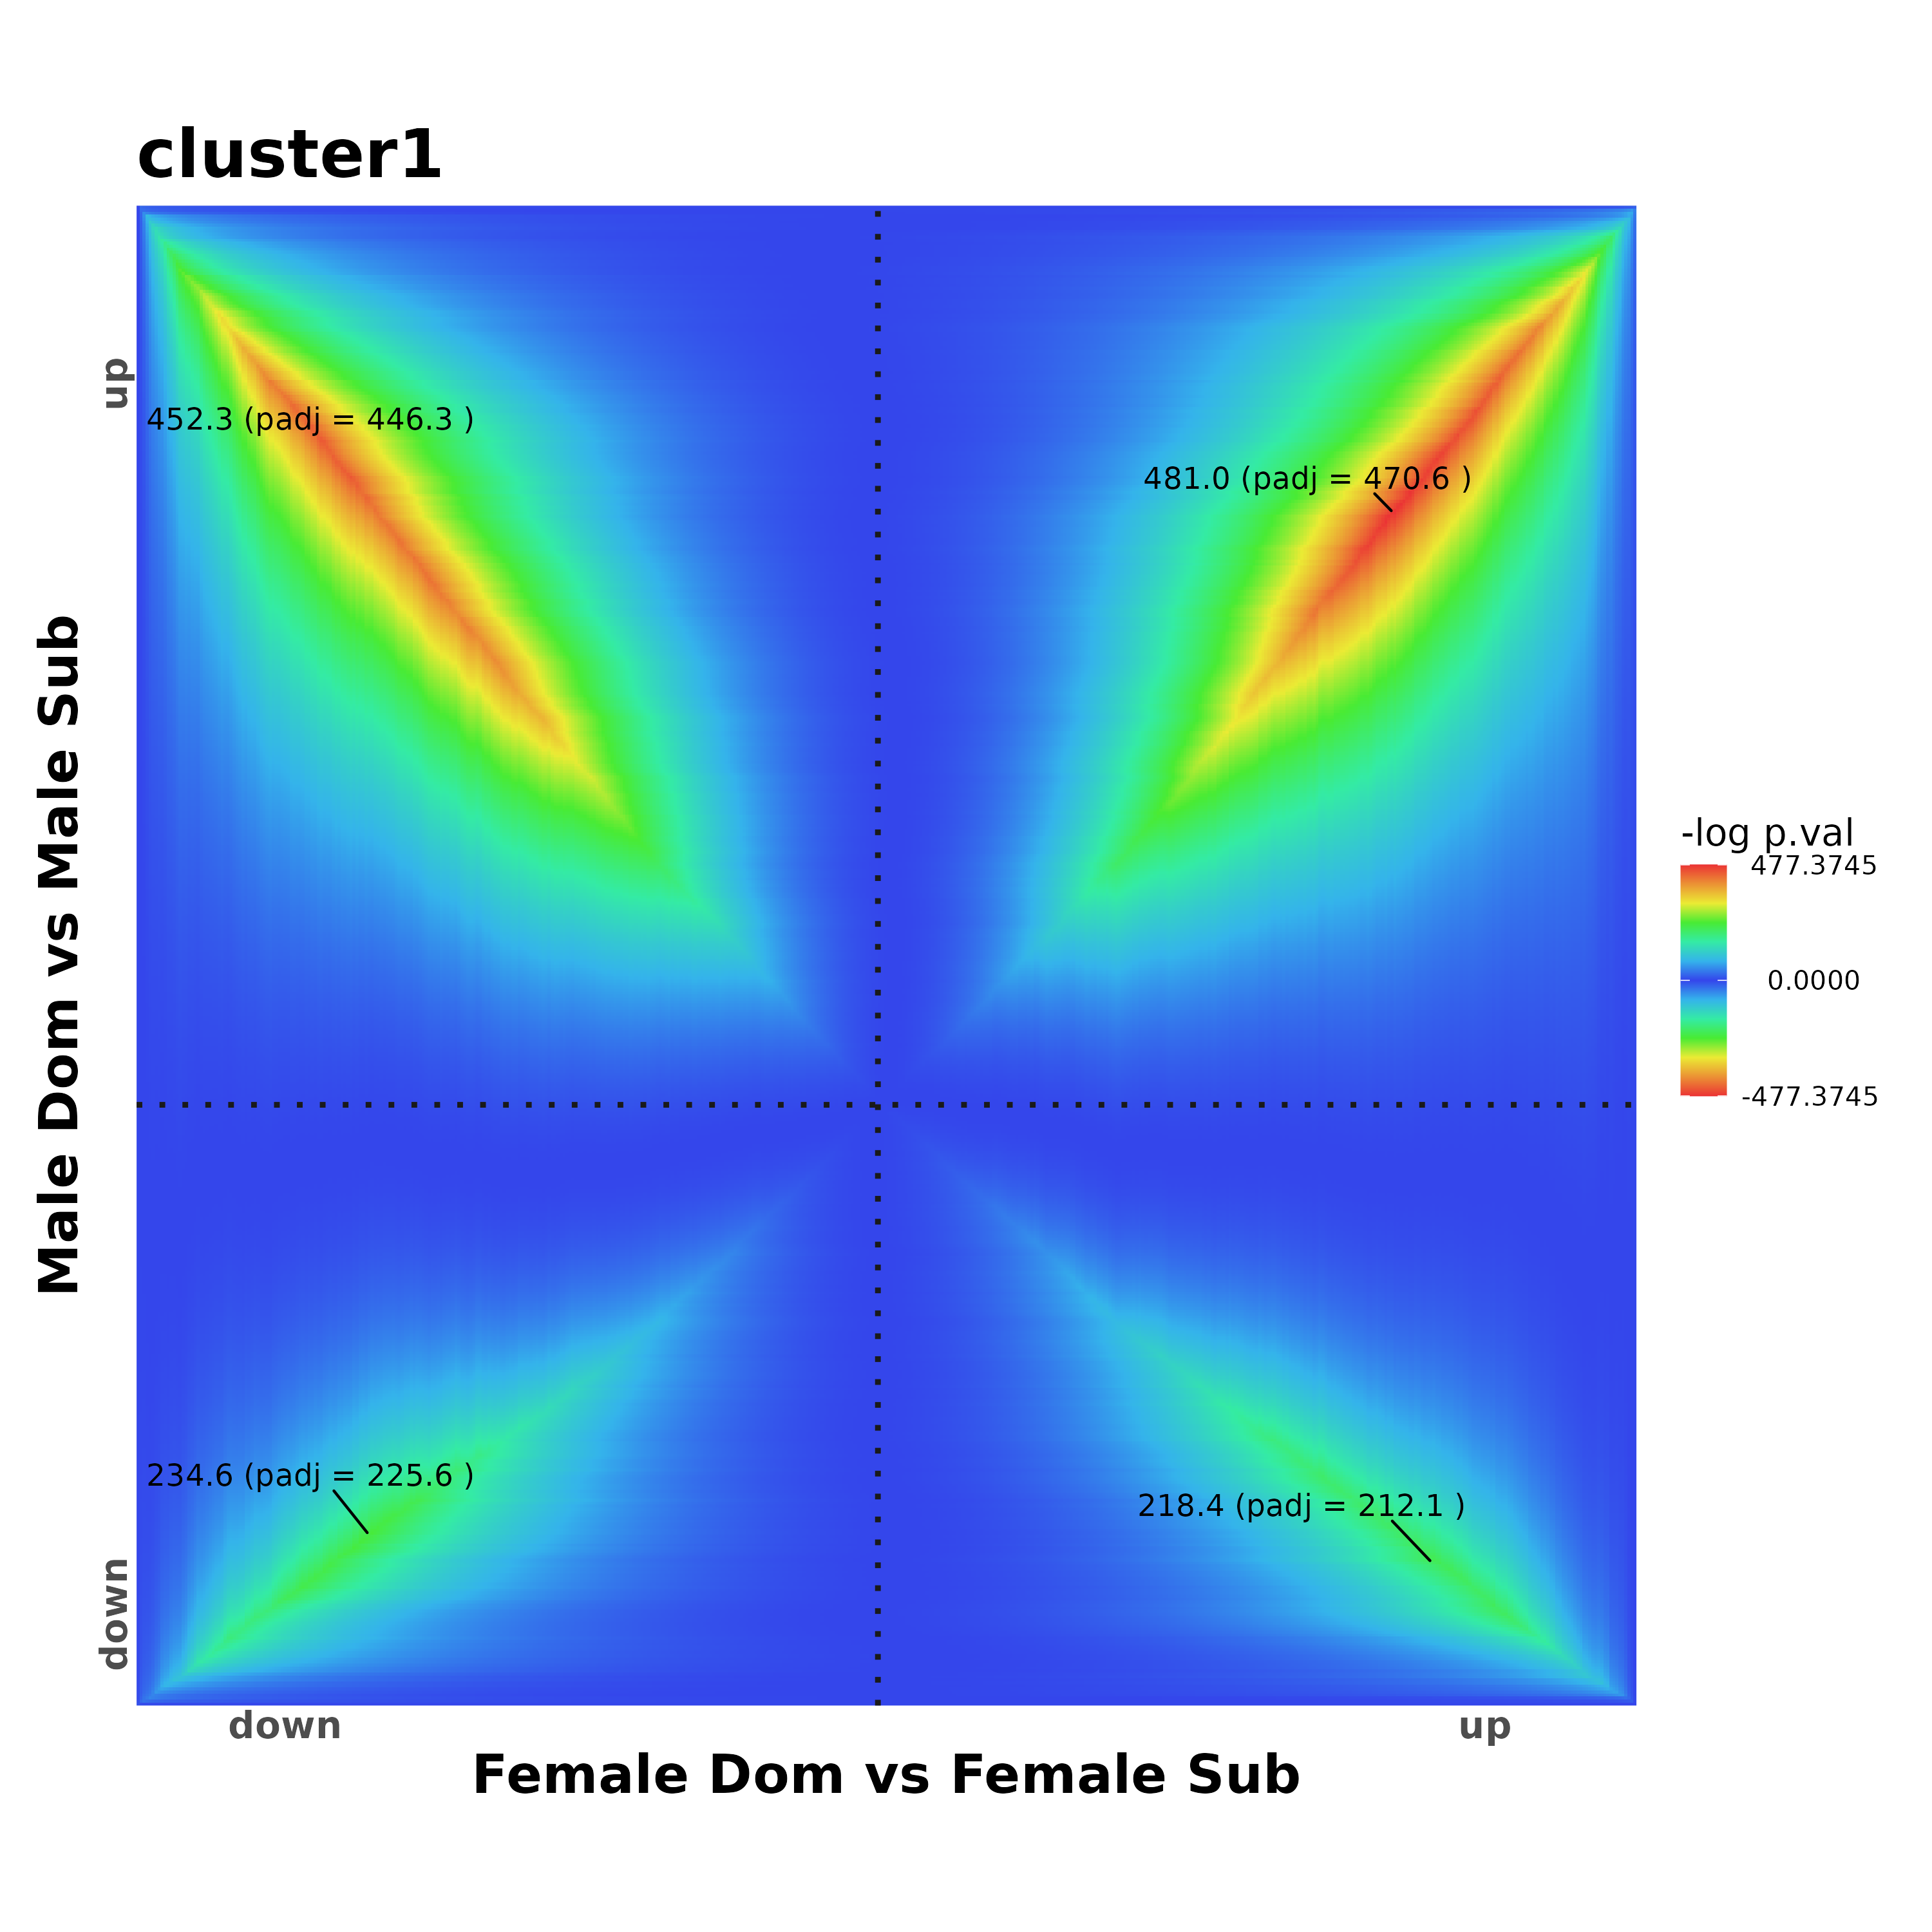 cluster1
up
452.3 (padj = 446.3 )
481.0 (padj = 470.6 )
Male Dom vs Male Sub
-log p.val
477.3745
0.0000
-477.3745
234.6 (padj = 225.6 )
218.4 (padj = 212.1 )
down
down
up
Female Dom vs Female Sub